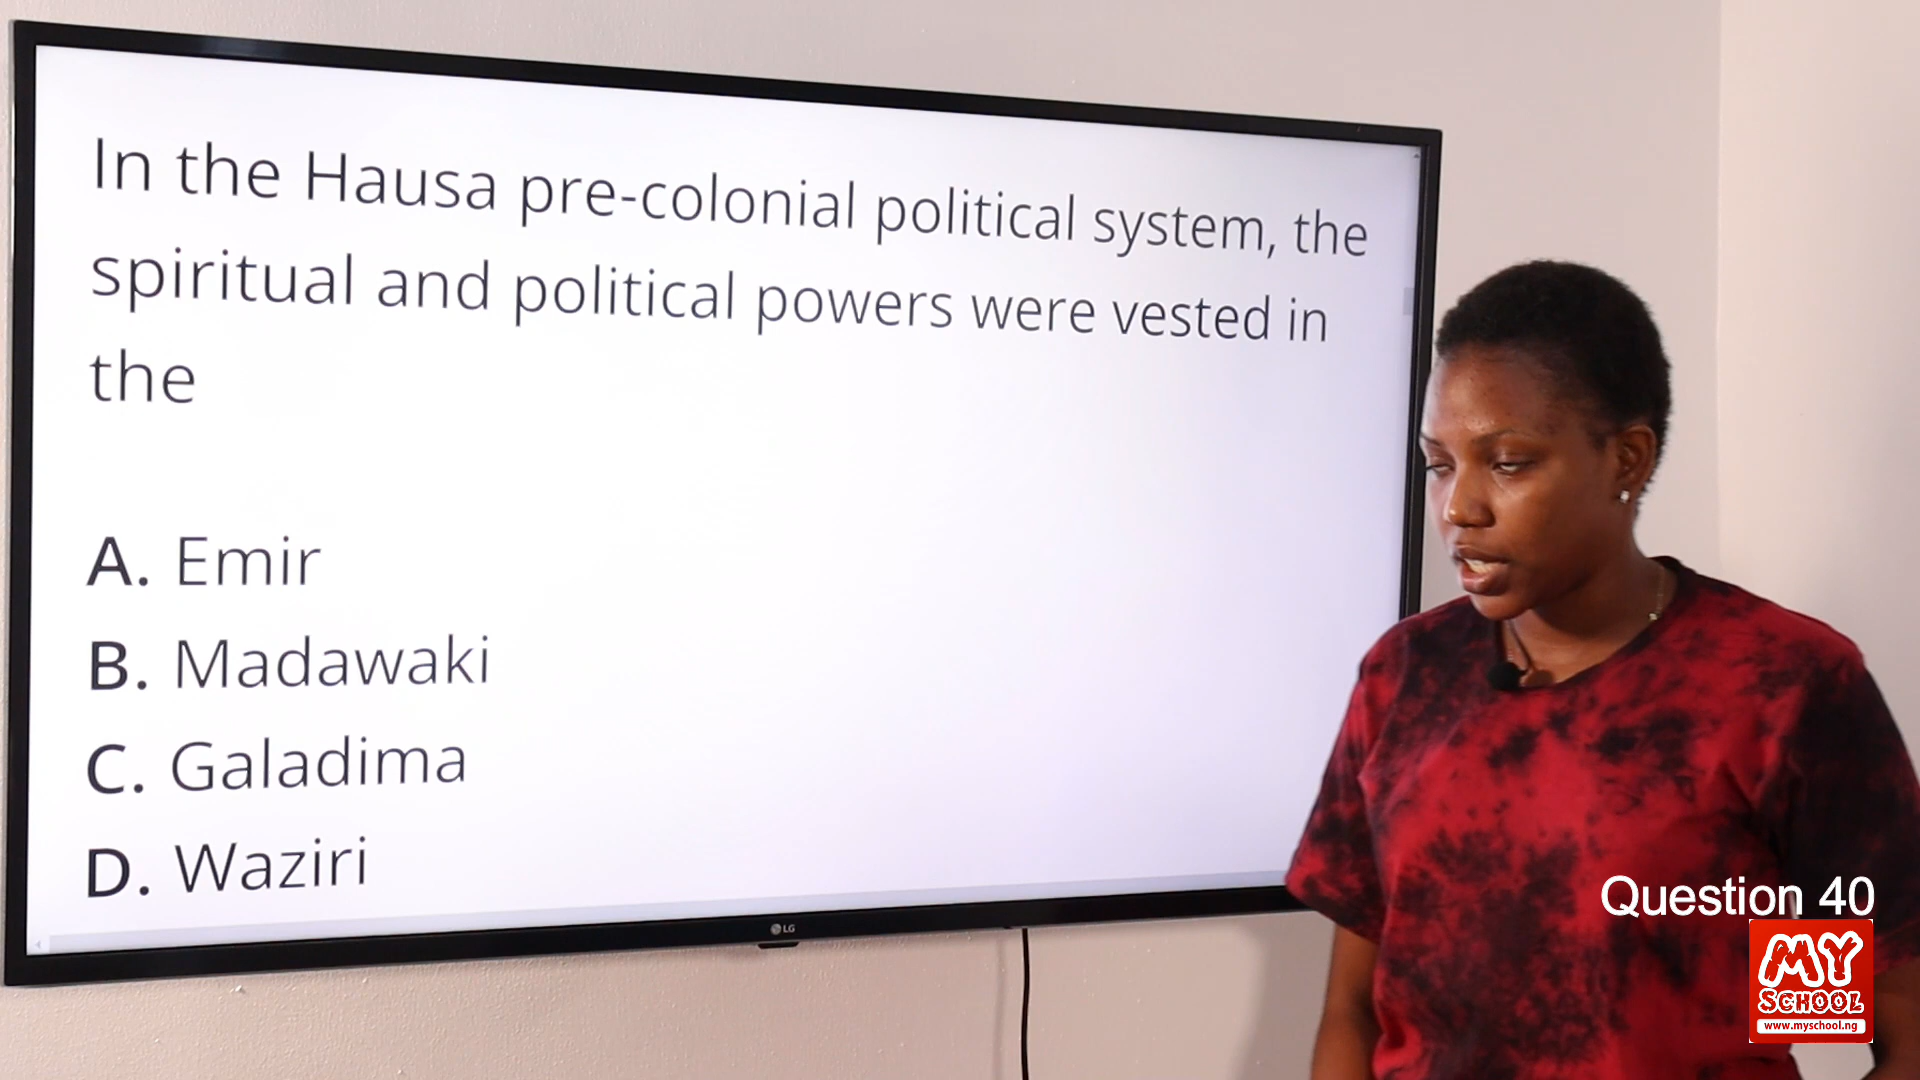 In the Hausa pre-colonial political system, the
spiritual and political powers were vested in
the
A. Emir
B. Madawaki
C. Galadima
D. Waziri
LG
Question 40
MY
SCHOOL
www.myschool.ng